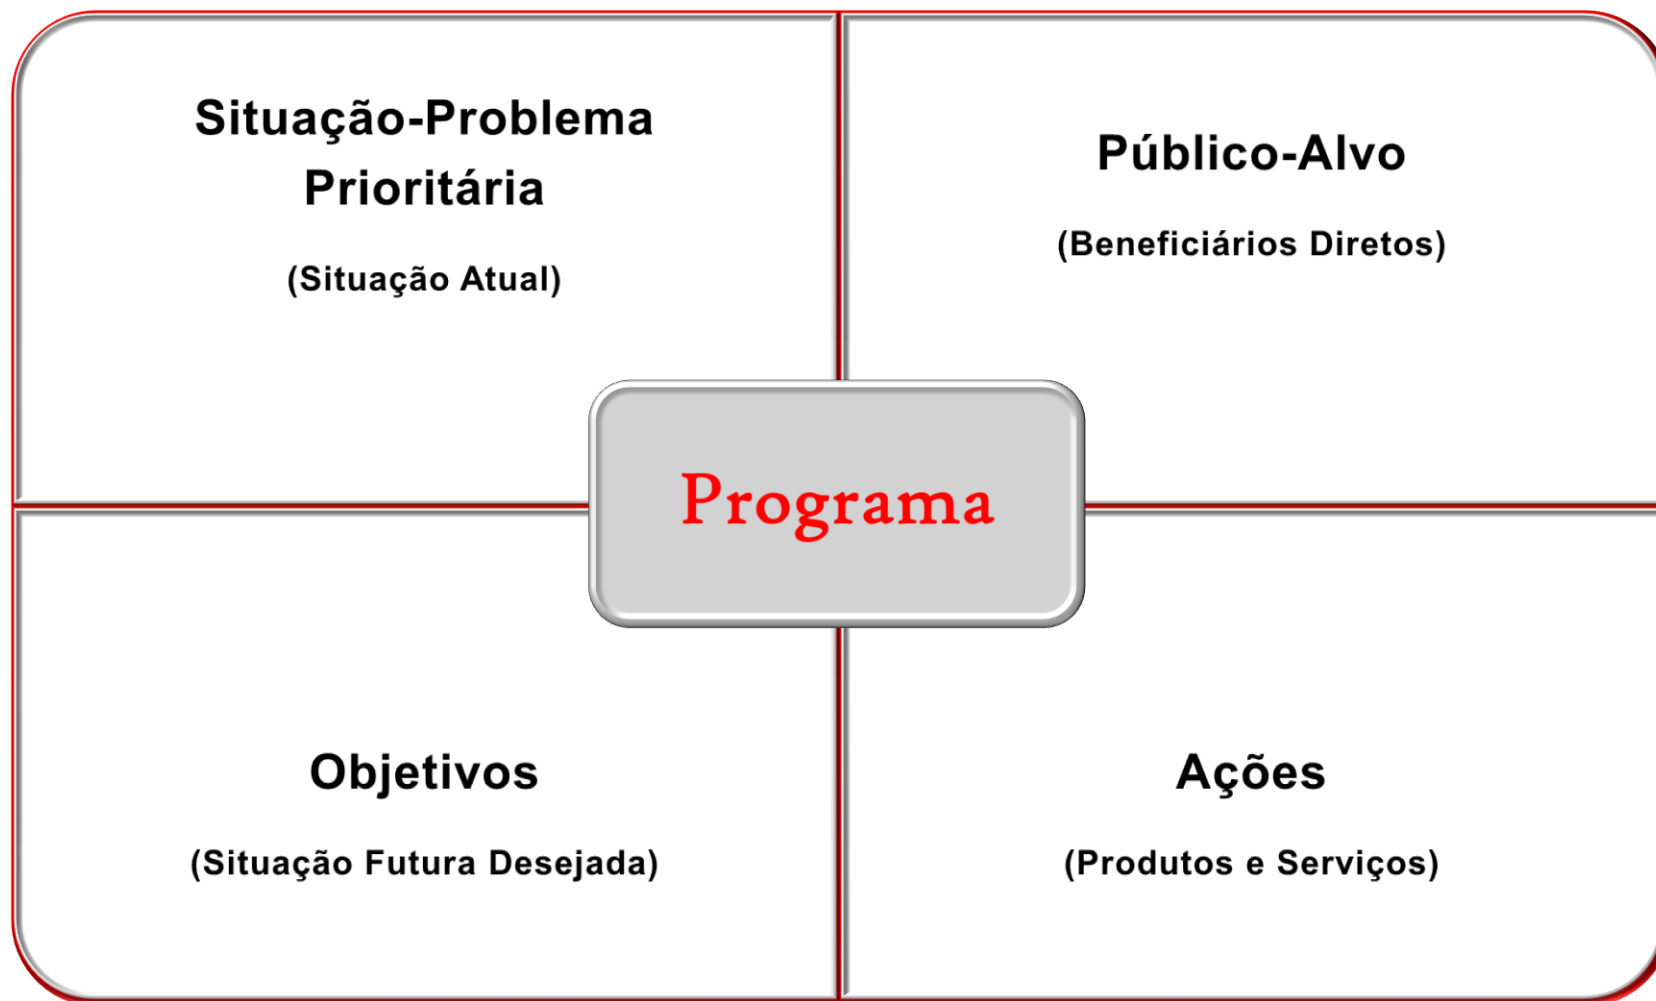 Situação-Problema
Prioritária
(Situação Atual)
Público-Alvo
(Beneficiários Diretos)
Programa
Objetivos
(Situação Futura Desejada)
Ações
(Produtos e Serviços)